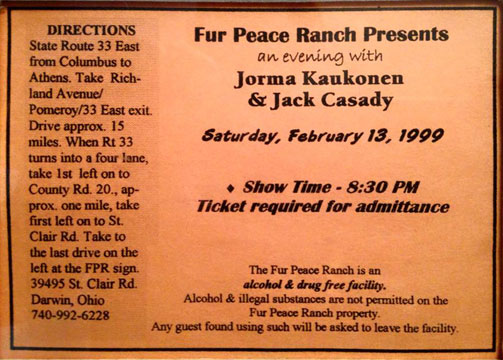 DIRECTIONS
State Route 33 East
from Columbus to
Athens. Take Rich-
land Avenue/
Pomeroy/33 East exit.
Drive approx. 15
miles. When Rt 33
turns into a four lane,
take 1st left on to
County Rd. 20., ap-
prox. one mile, take
first left on to St.
Clair Rd. Take to
the last drive on the
left at the FPR sign.
39495 St. Clair Rd.
Darwin, Ohio
740-992-6228
Fur Peace Ranch Presents
an evening with
Jorma Kaukonen
& Jack Casady
Saturday, February 13, 1999
♦ Show Time - 8:30 PM
Ticket required for admittance
The Fur Peace Ranch is an
alcohol & drug free facility.
Alcohol & illegal substances are not permitted on the
Fur Peace Ranch property.
Any guest found using such will be asked to leave the facility.